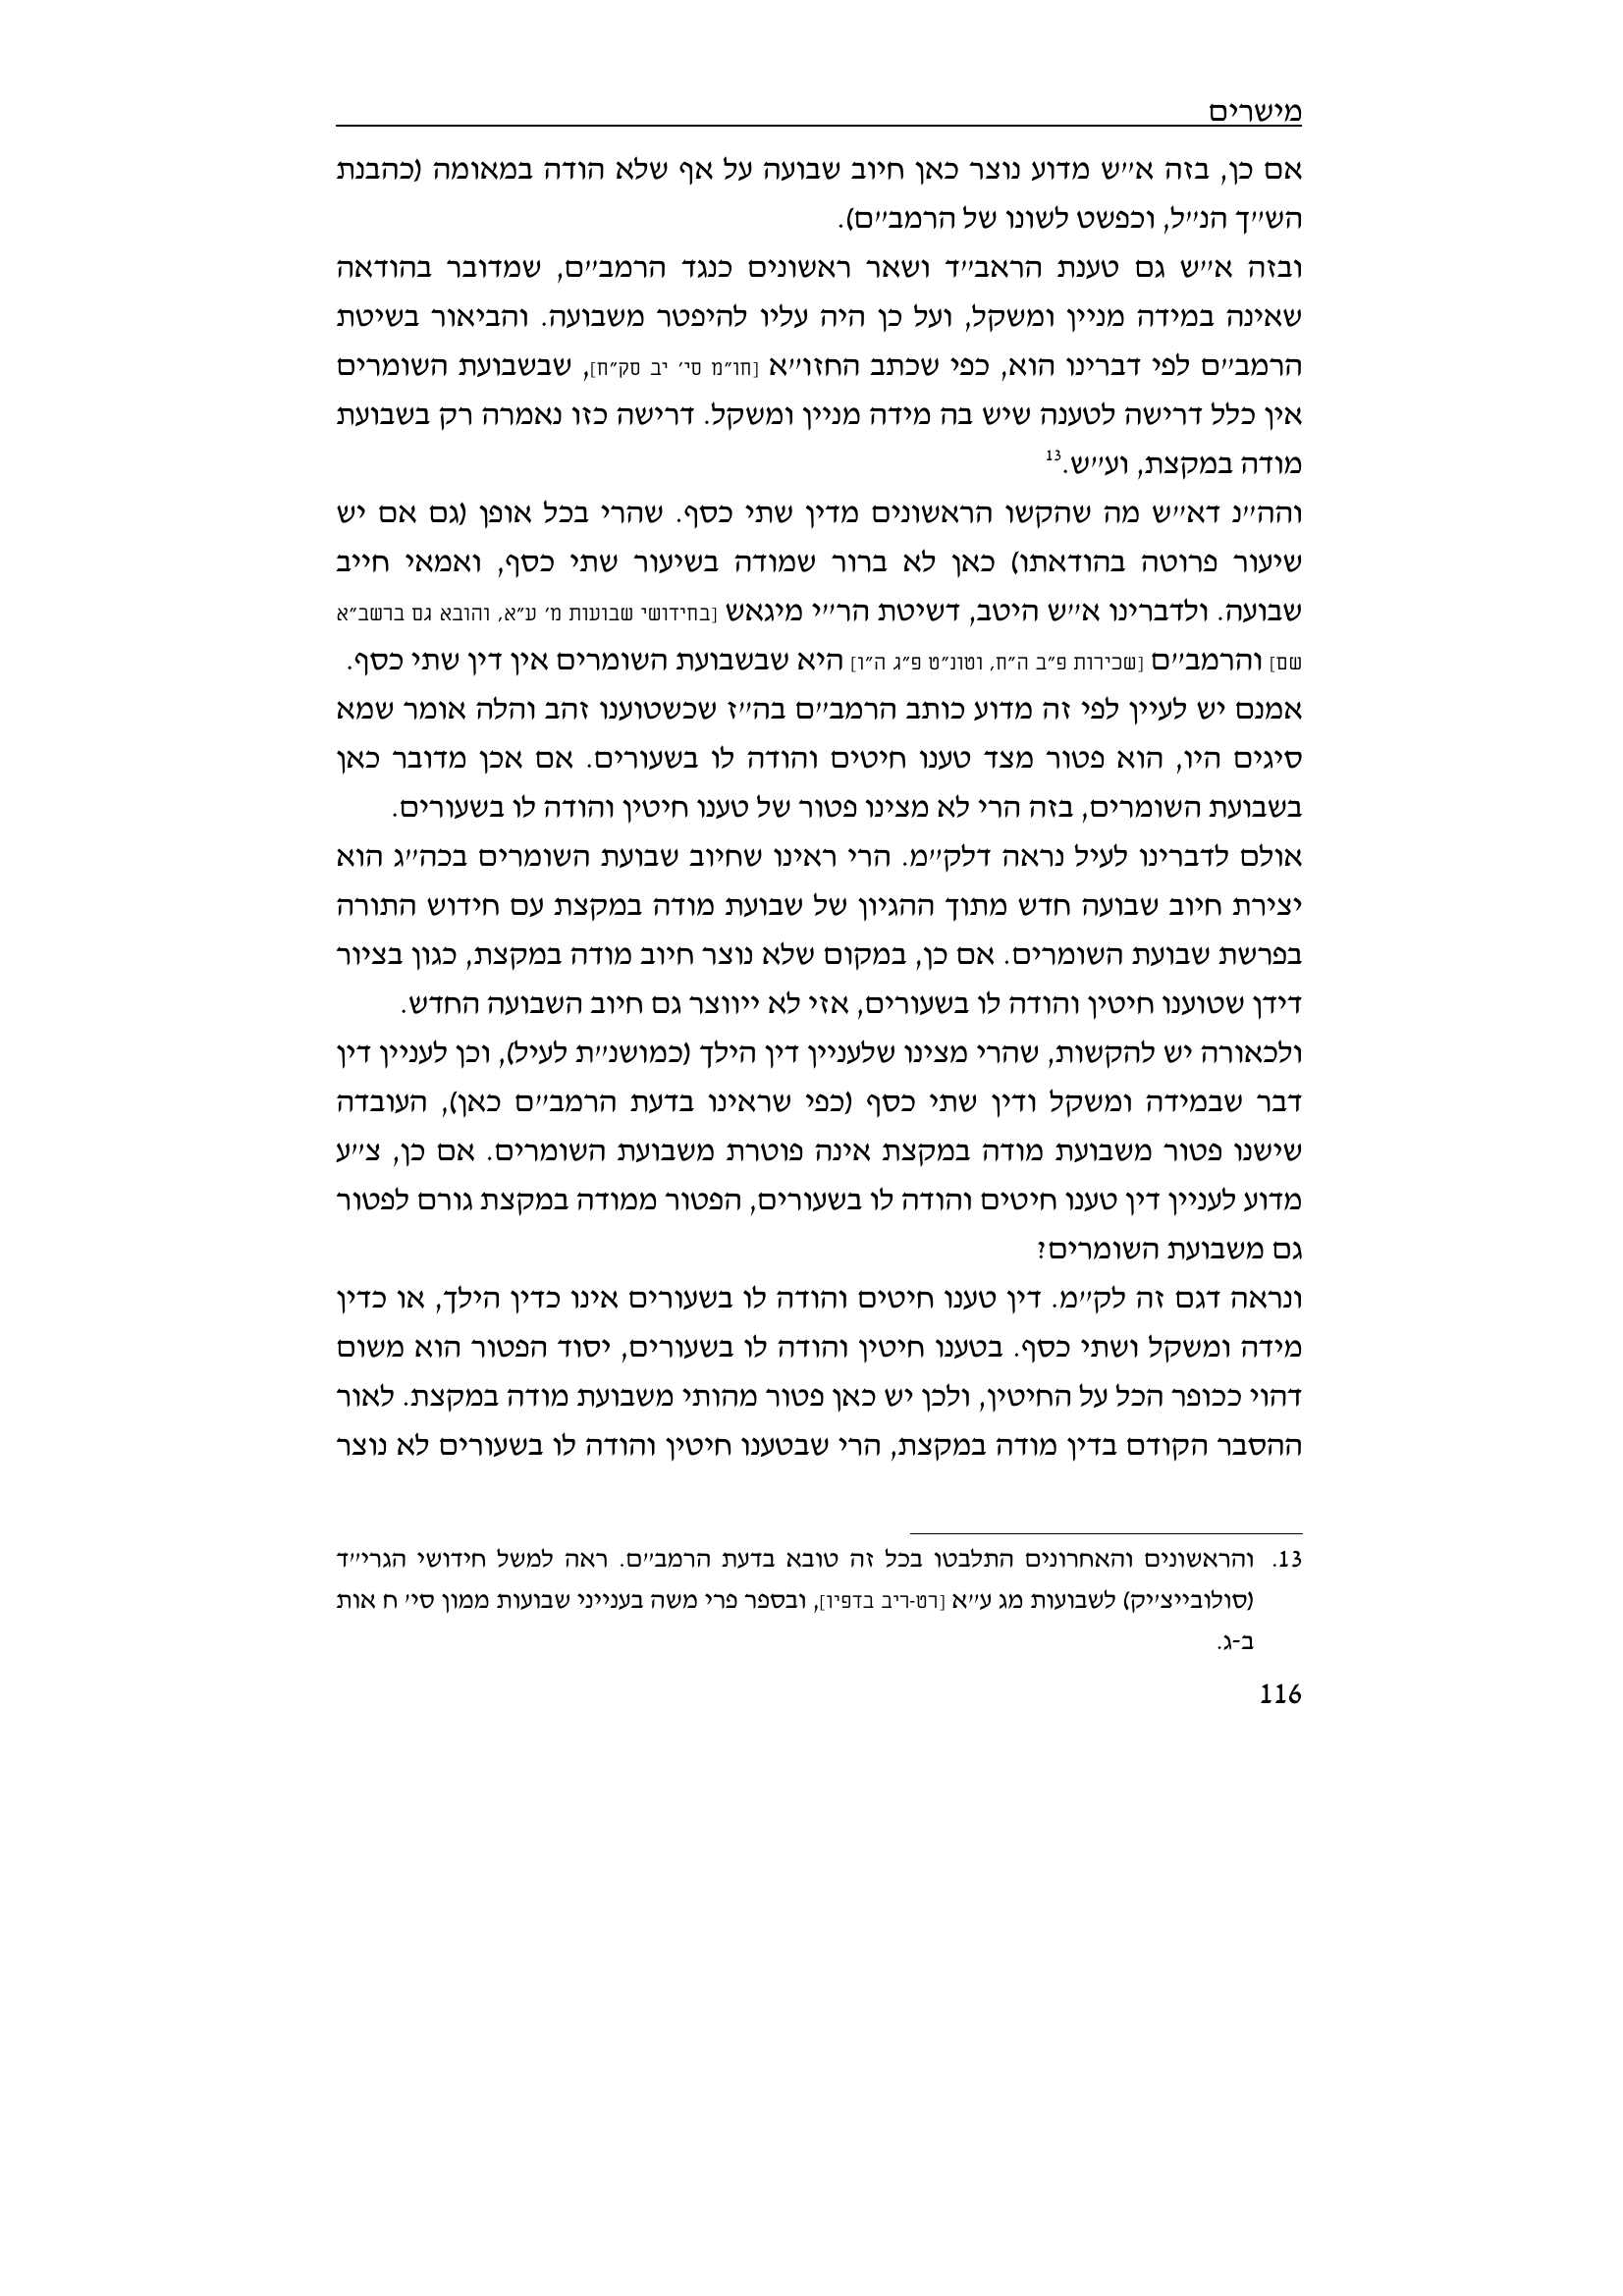 מישרים
אם כן, בזה א״ש מדוע נוצר כאן חיוב שבועה על אף שלא הודה במאומה (כהבנת
הש״ך הנ״ל, וכפשט לשונו של הרמב״ם).
ובזה א״ש גם טענת הראב״ד ושאר ראשונים כנגד הרמב״ם, שמדובר בהודאה
שאינה במידה מניין ומשקל, ועל כן היה עליו להיפטר משבועה. והביאור בשיטת
הרמב״ם לפי דברינו הוא, כפי שכתב החזו״א [חו״מ סי׳ יב סק״ח], שבשבועת השומרים
אין כלל דרישה לטענה שיש בה מידה מניין ומשקל. דרישה כזו נאמרה רק בשבועת
מודה במקצת, וע״ש.13
והה״נ דא״ש מה שהקשו הראשונים מדין שתי כסף. שהרי בכל אופן (גם אם יש
שיעור פרוטה בהודאתו) כאן לא ברור שמודה בשיעור שתי כסף, ואמאי חייב
שבועה. ולדברינו א״ש היטב, דשיטת הר״י מיגאש [בחידושי שבועות מ׳ ע״א, והובא גם ברשב״א
שם] והרמב״ם [שכירות פ״ב ה״ח, וטונ״ט פ״ג ה״ו] היא שבשבועת השומרים אין דין שתי כסף.
אמנם יש לעיין לפי זה מדוע כותב הרמב״ם בה״ז שכשטוענו זהב והלה אומר שמא
סיגים היו, הוא פטור מצד טענו חיטים והודה לו בשעורים. אם אכן מדובר כאן
בשבועת השומרים, בזה הרי לא מצינו פטור של טענו חיטין והודה לו בשעורים.
אולם לדברינו לעיל נראה דלק״מ. הרי ראינו שחיוב שבועת השומרים בכה״ג הוא
יצירת חיוב שבועה חדש מתוך ההגיון של שבועת מודה במקצת עם חידוש התורה
בפרשת שבועת השומרים. אם כן, במקום שלא נוצר חיוב מודה במקצת, כגון בציור
דידן שטוענו חיטין והודה לו בשעורים, אזי לא ייווצר גם חיוב השבועה החדש.
ולכאורה יש להקשות, שהרי מצינו שלעניין דין הילך (כמושנ״ת לעיל), וכן לעניין דין
דבר שבמידה ומשקל ודין שתי כסף (כפי שראינו בדעת הרמב״ם כאן), העובדה
שישנו פטור משבועת מודה במקצת אינה פוטרת משבועת השומרים. אם כן, צ״ע
מדוע לעניין דין טענו חיטים והודה לו בשעורים, הפטור ממודה במקצת גורם לפטור
גם משבועת השומרים?
ונראה דגם זה לק״מ. דין טענו חיטים והודה לו בשעורים אינו כדין הילך, או כדין
מידה ומשקל ושתי כסף. בטענו חיטין והודה לו בשעורים, יסוד הפטור הוא משום
דהוי ככופר הכל על החיטין, ולכן יש כאן פטור מהותי משבועת מודה במקצת. לאור
ההסבר הקודם בדין מודה במקצת, הרי שבטענו חיטין והודה לו בשעורים לא נוצר
13. והראשונים והאחרונים התלבטו בכל זה טובא בדעת הרמב״ם. ראה למשל חידושי הגרי״ד
(סולובייצ׳יק) לשבועות מג ע״א [רט-ריב בדפיו], ובספר פרי משה בענייני שבועות ממון סי׳ ח אות
ב-ג.
116